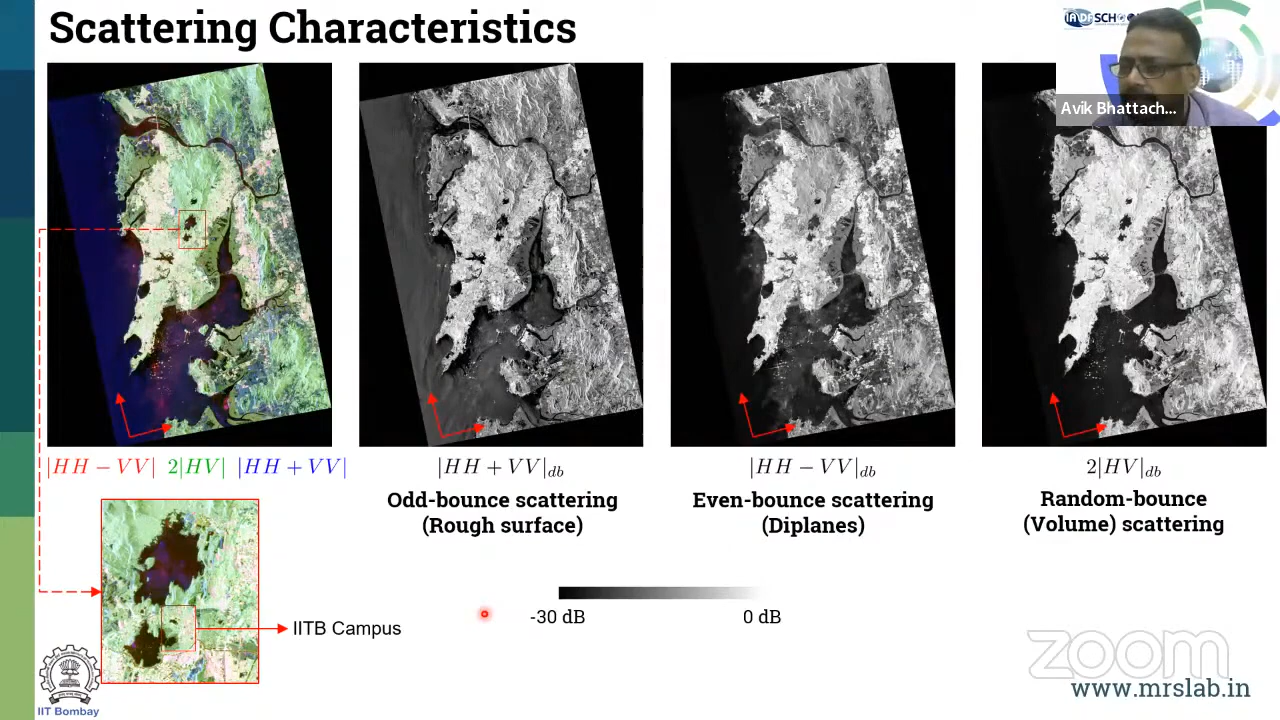 Scattering Characteristics
Avik Bhattach...
|HH − VV| 2|HV| |HH + VV|
|HH + VV|db
Odd-bounce scattering
(Rough surface)
|HH − VV|db
Even-bounce scattering
(Diplanes)
2|HV|db
Random-bounce
(Volume) scattering
-30 dB
0 dB
IITB Campus
IIT Bombay
zoom
www.mrslab.in